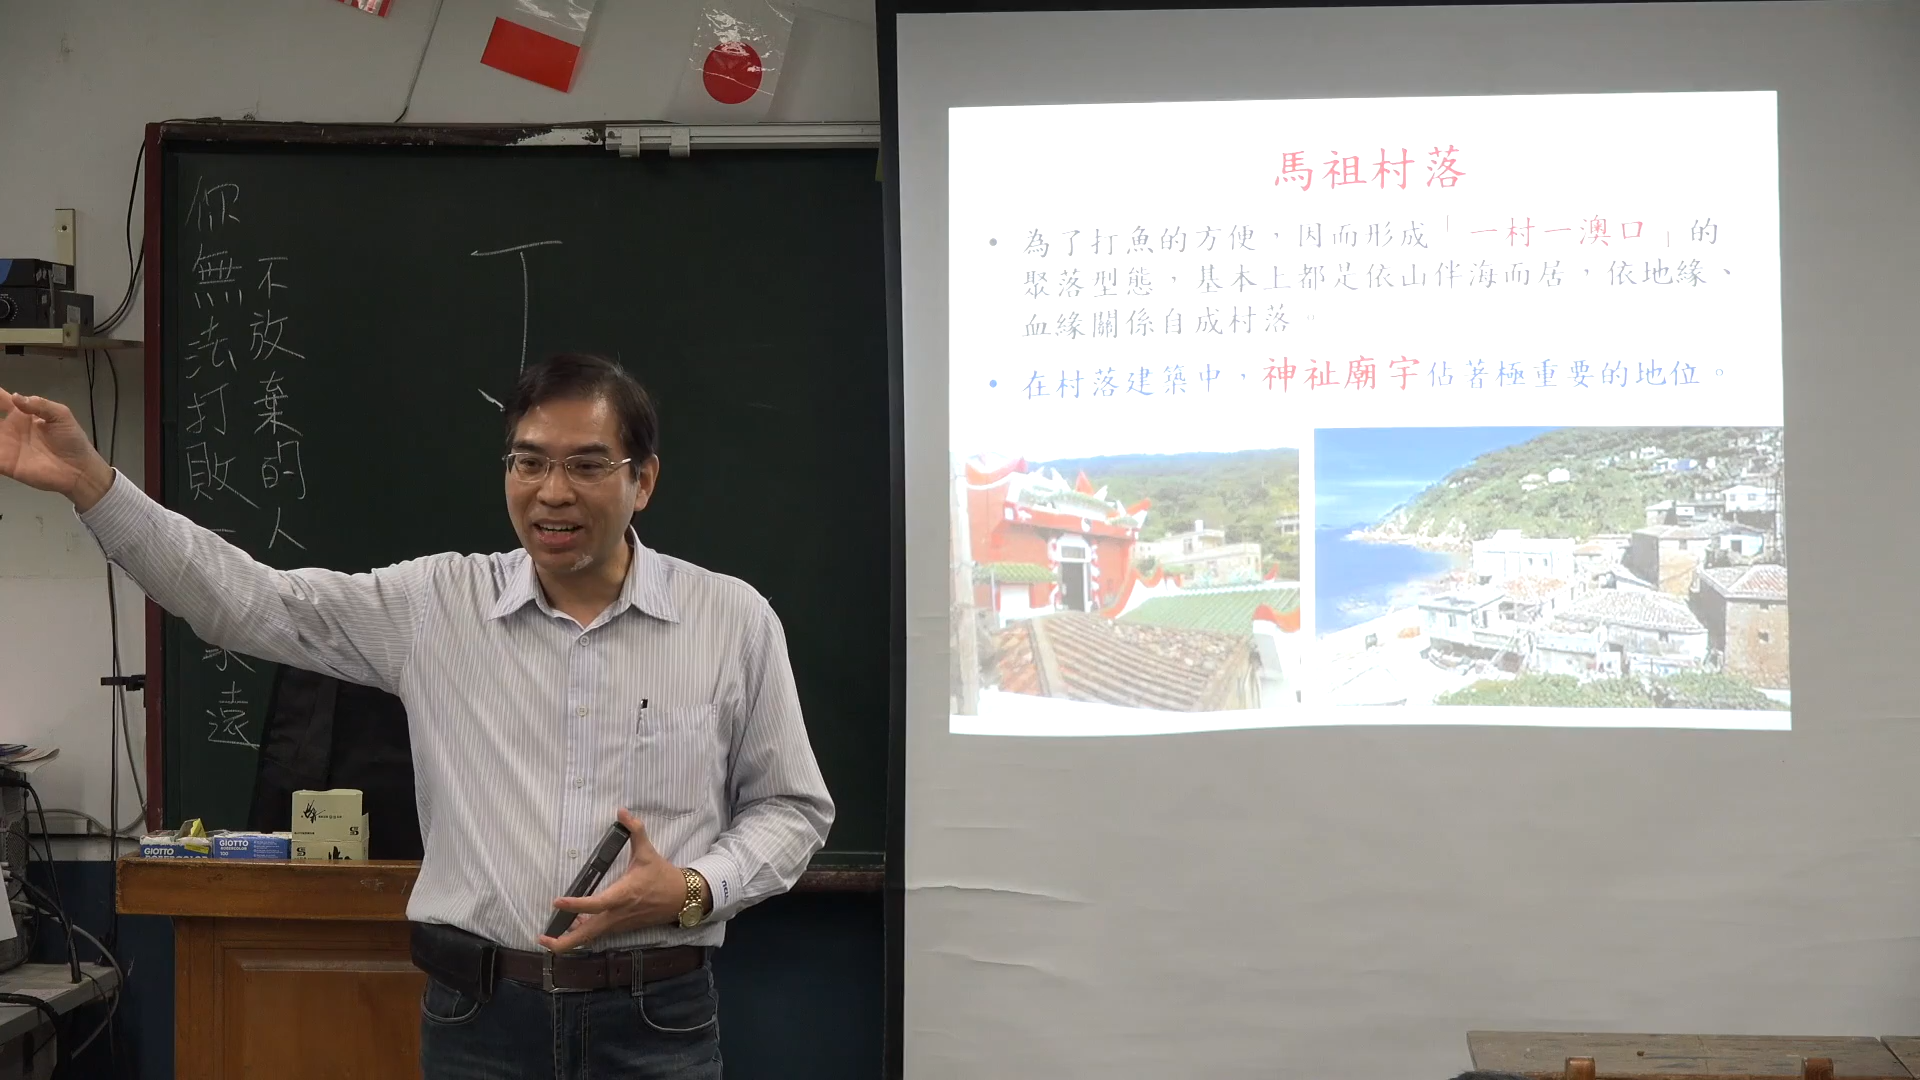 你無法打敗
還
不放棄的人
馬祖村落
• 為了打魚的方便，因而形成「一村一澳口」的
聚落型態，基本上都是依山伴海而居，依地緣、
血緣關係自成村落。
• 在村落建築中，神祉廟宇佔著極重要的地位。
GIOTTO
GIOTTO
ROBERCOLOR
100